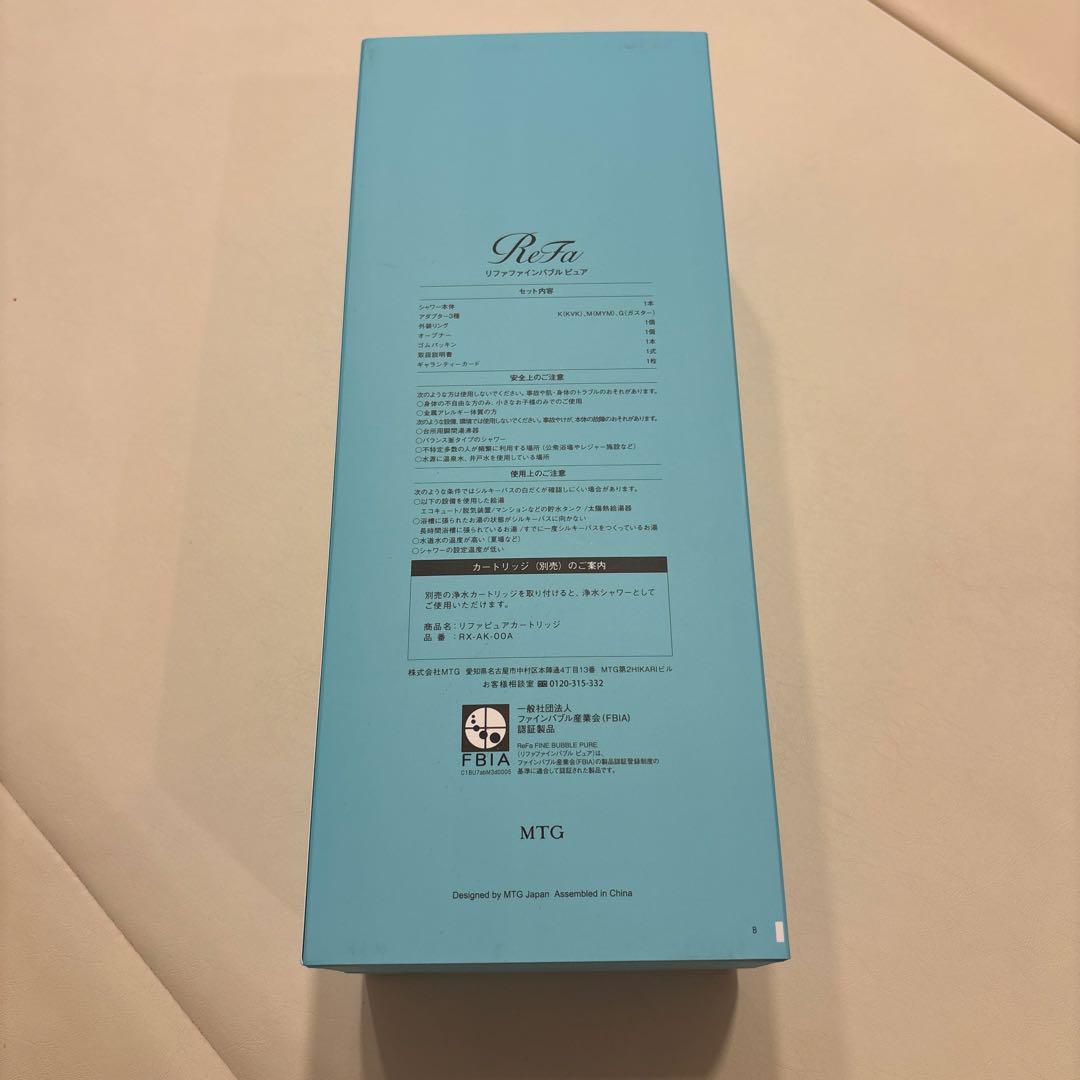 ReFa
リファファインバブル ピュア
セット内容
シャワー本体 1本
アダプター3種 K(KVK)、M(MYM)、G(ガスター)
外装リング 1個
オープナー 1個
ゴムパッキン 1本
取扱説明書 1式
ギャランティーカード 1枚
安全上のご注意
次のような方は使用しないでください。事故や肌・身体のトラブルのおそれがあります。
○身体の不自由な方のみ、小さなお子様のみでのご使用
○金属アレルギー体質の方
次のような設備、環境では使用しないでください。事故やけが、本体の故障のおそれがあります。
○台所用瞬間湯沸器
○バランス釜タイプのシャワー
○不特定多数の人が頻繁に利用する場所（公衆浴場やレジャー施設など）
○水源に温泉水、井戸水を使用している場所
使用上のご注意
次のような条件ではシルキーバスの白だくが確認しにくい場合があります。
○以下の設備を使用した給湯
エコキュート/脱気装置/マンションなどの貯水タンク/太陽熱給湯器
○浴槽に張られたお湯の状態がシルキーバスに向かない
長時間浴槽に張られているお湯/すでに一度シルキーバスをつくっているお湯
○水道水の温度が高い（夏場など）
○シャワーの設定温度が低い
カートリッジ（別売）のご案内
別売の浄水カートリッジを取り付けると、浄水シャワーとして
ご使用いただけます。
商品名：リファピュアカートリッジ
品 番 ：RX-AK-00A
株式会社MTG 愛知県名古屋市中村区本陣通4丁目13番 MTG第2HIKARIビル
お客様相談室 0120-315-332
一般社団法人
ファインバブル産業会(FBIA)
認証製品
FBIA
C1BU7abM3d0005
ReFa FINE BUBBLE PURE
（リファファインバブル ピュア）は、
ファインバブル産業会(FBIA)の製品認証登録制度の
基準に適合して認証された製品です。
MTG
Designed by MTG Japan Assembled in China
B